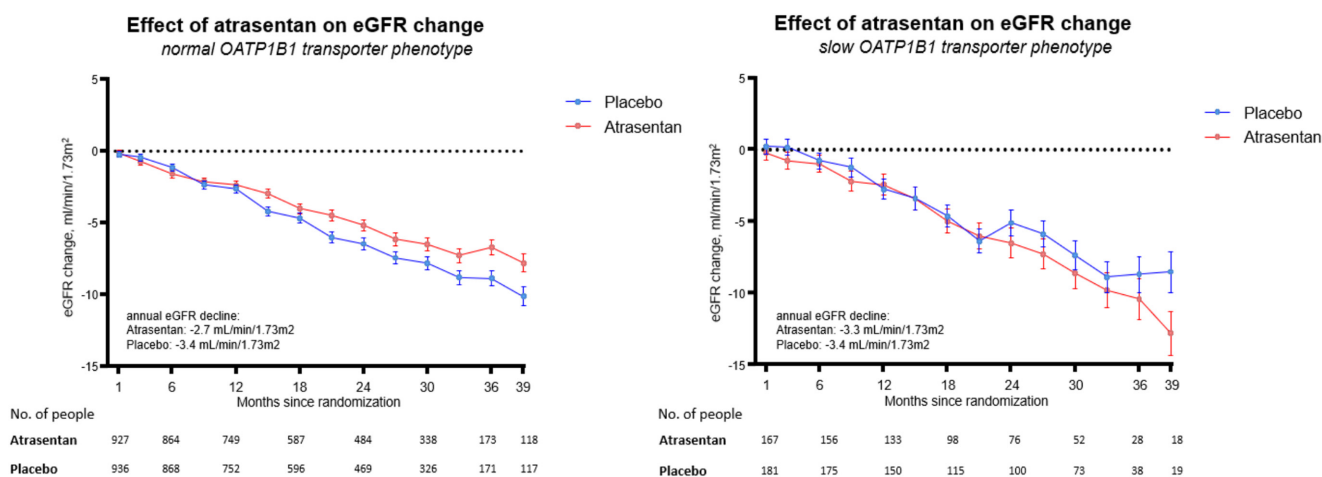 Effect of atrasentan on eGFR change
normal OATP1B1 transporter phenotype
5
0
-5
-10
-15
eGFR change, ml/min/1.73m²
Placebo
Atrasentan
annual eGFR decline:
Atrasentan: -2.7 mL/min/1.73m2
Placebo: -3.4 mL/min/1.73m2
1 6 12 18 24 30 36 39
Months since randomization
No. of people
Atrasentan 927 864 749 587 484 338 173 118
Placebo 936 868 752 596 469 326 171 117
Effect of atrasentan on eGFR change
slow OATP1B1 transporter phenotype
5
0
-5
-10
-15
eGFR change, ml/min/1.73m²
Placebo
Atrasentan
annual eGFR decline:
Atrasentan: -3.3 mL/min/1.73m2
Placebo: -3.4 mL/min/1.73m2
1 6 12 18 24 30 36 39
Months since randomization
No. of people
Atrasentan 167 156 133 98 76 52 28 18
Placebo 181 175 150 115 100 73 38 19